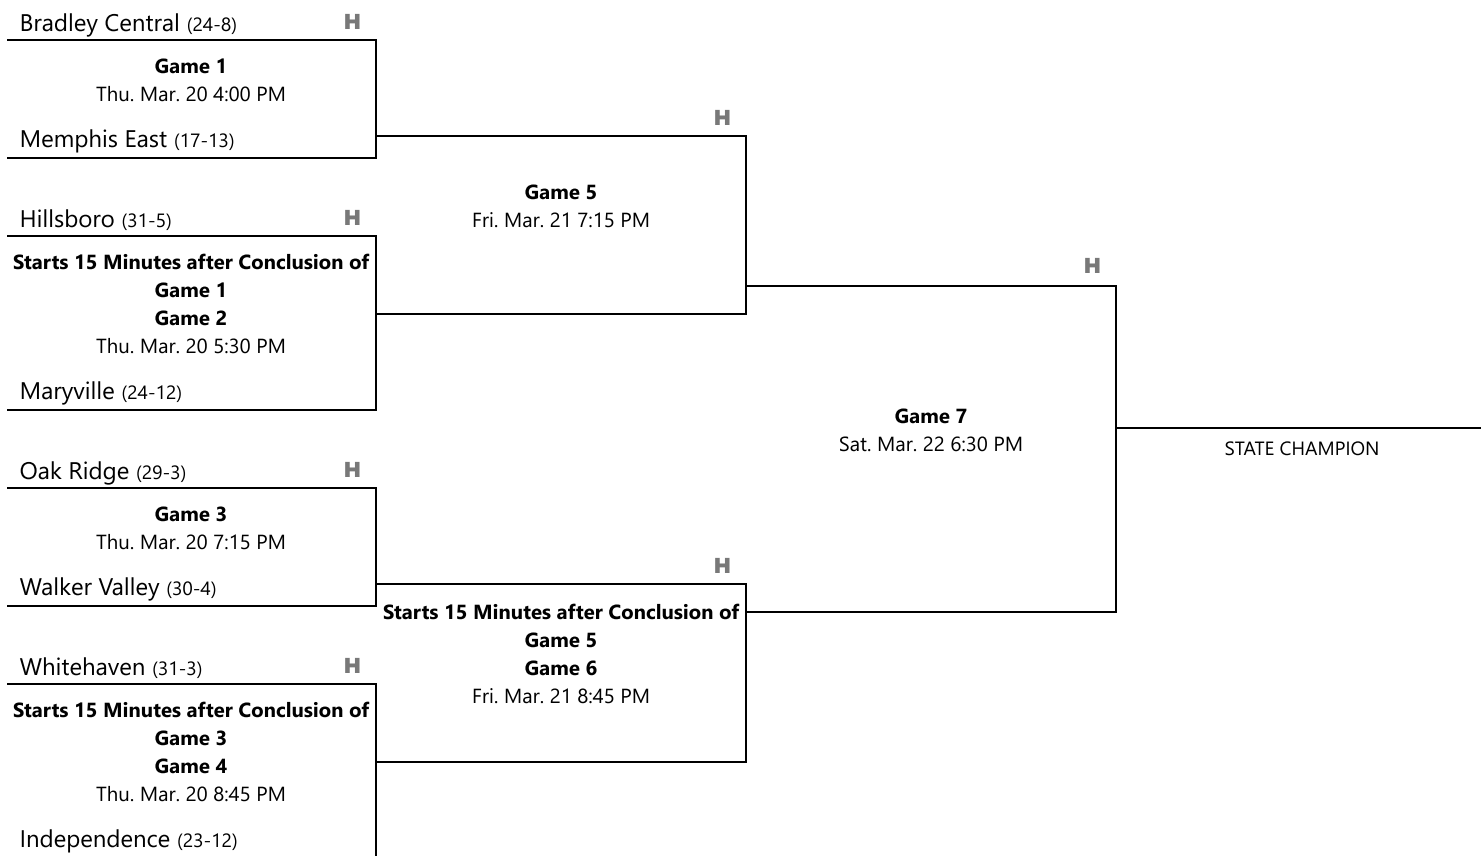 Bradley Central (24-8) H
Game 1
Thu. Mar. 20 4:00 PM
Memphis East (17-13)
Hillsboro (31-5) H
Starts 15 Minutes after Conclusion of
Game 1
Game 2
Thu. Mar. 20 5:30 PM
Maryville (24-12)
Oak Ridge (29-3) H
Game 3
Thu. Mar. 20 7:15 PM
Walker Valley (30-4)
Whitehaven (31-3) H
Starts 15 Minutes after Conclusion of
Game 3
Game 4
Thu. Mar. 20 8:45 PM
Independence (23-12)
H
Game 5
Fri. Mar. 21 7:15 PM
H
Starts 15 Minutes after Conclusion of
Game 5
Game 6
Fri. Mar. 21 8:45 PM
H
Game 7
Sat. Mar. 22 6:30 PM
STATE CHAMPION